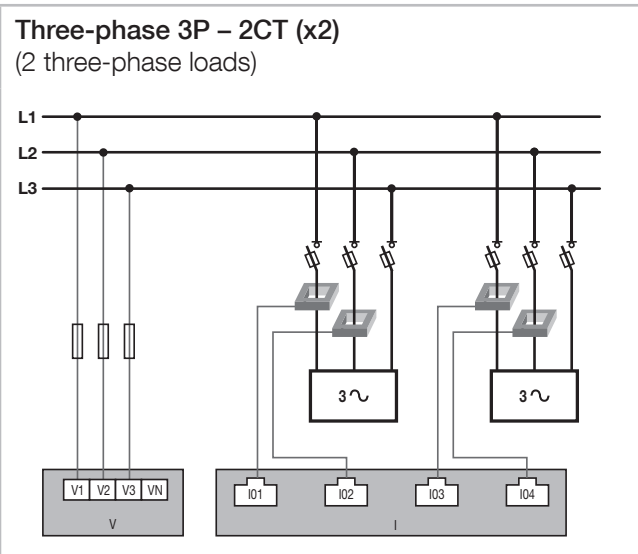 Three-phase 3P – 2CT (x2)
(2 three-phase loads)
L1
L2
L3
3 3
V1 V2 V3 VN I01 I02 I03 I04
V I